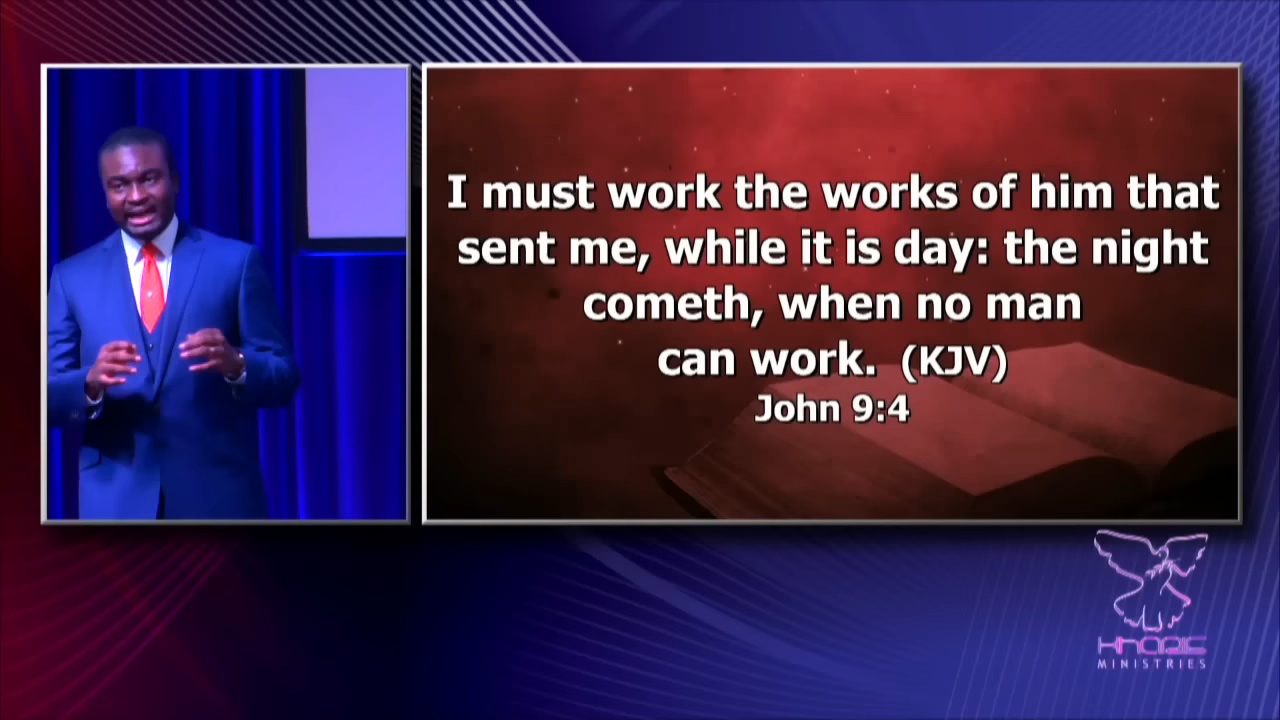 I must work the works of him that
sent me, while it is day: the night
cometh, when no man
can work. (KJV)
John 9:4
KHARIS
MINISTRIES